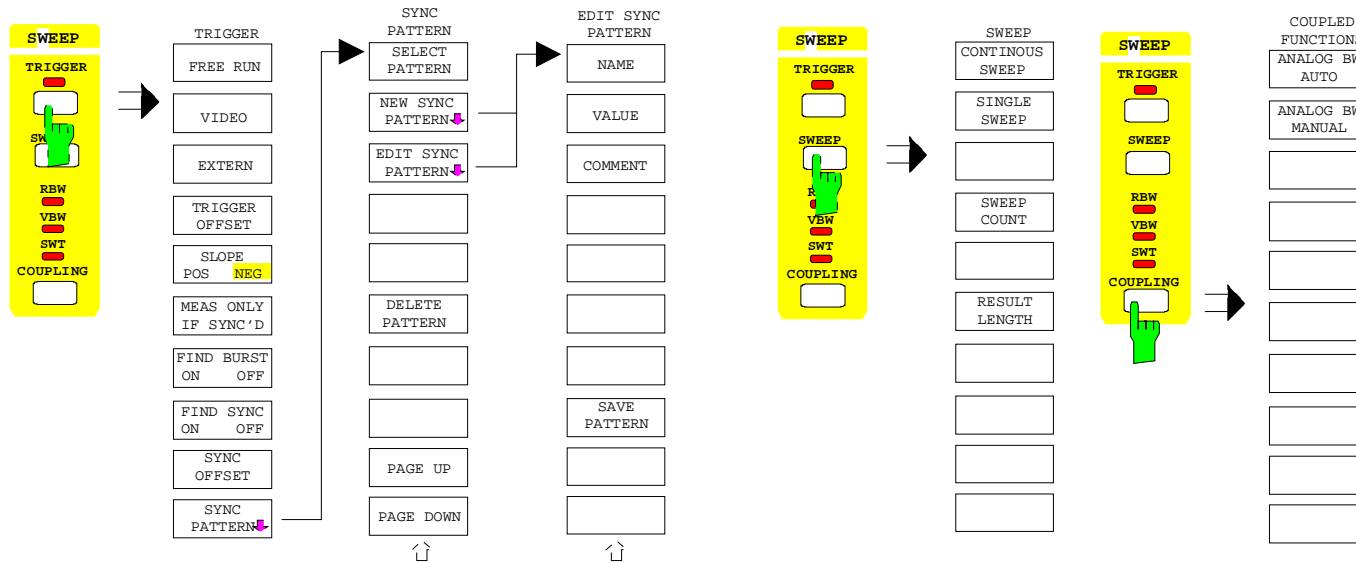 SWEEP
TRIGGER
SW
RBW
VBW
SWT
COUPLING
TRIGGER
FREE RUN
VIDEO
EXTERN
TRIGGER
OFFSET
SLOPE
POS NEG
MEAS ONLY
IF SYNC'D
FIND BURST
ON OFF
FIND SYNC
ON OFF
SYNC
OFFSET
SYNC
PATTERN
SYNC
PATTERN
SELECT
PATTERN
NEW SYNC
PATTERN
EDIT SYNC
PATTERN
DELETE
PATTERN
PAGE UP
PAGE DOWN
EDIT SYNC
PATTERN
NAME
VALUE
COMMENT
SAVE
PATTERN
SWEEP
TRIGGER
SWEEP
R
VBW
SWT
COUPLING
SWEEP
CONTINOUS
SWEEP
SINGLE
SWEEP
SWEEP
COUNT
RESULT
LENGTH
SWEEP
TRIGGER
SWEEP
RBW
VBW
SWT
COUPLING
COUPLED
FUNCTIONS
ANALOG BW
AUTO
ANALOG BW
MANUAL